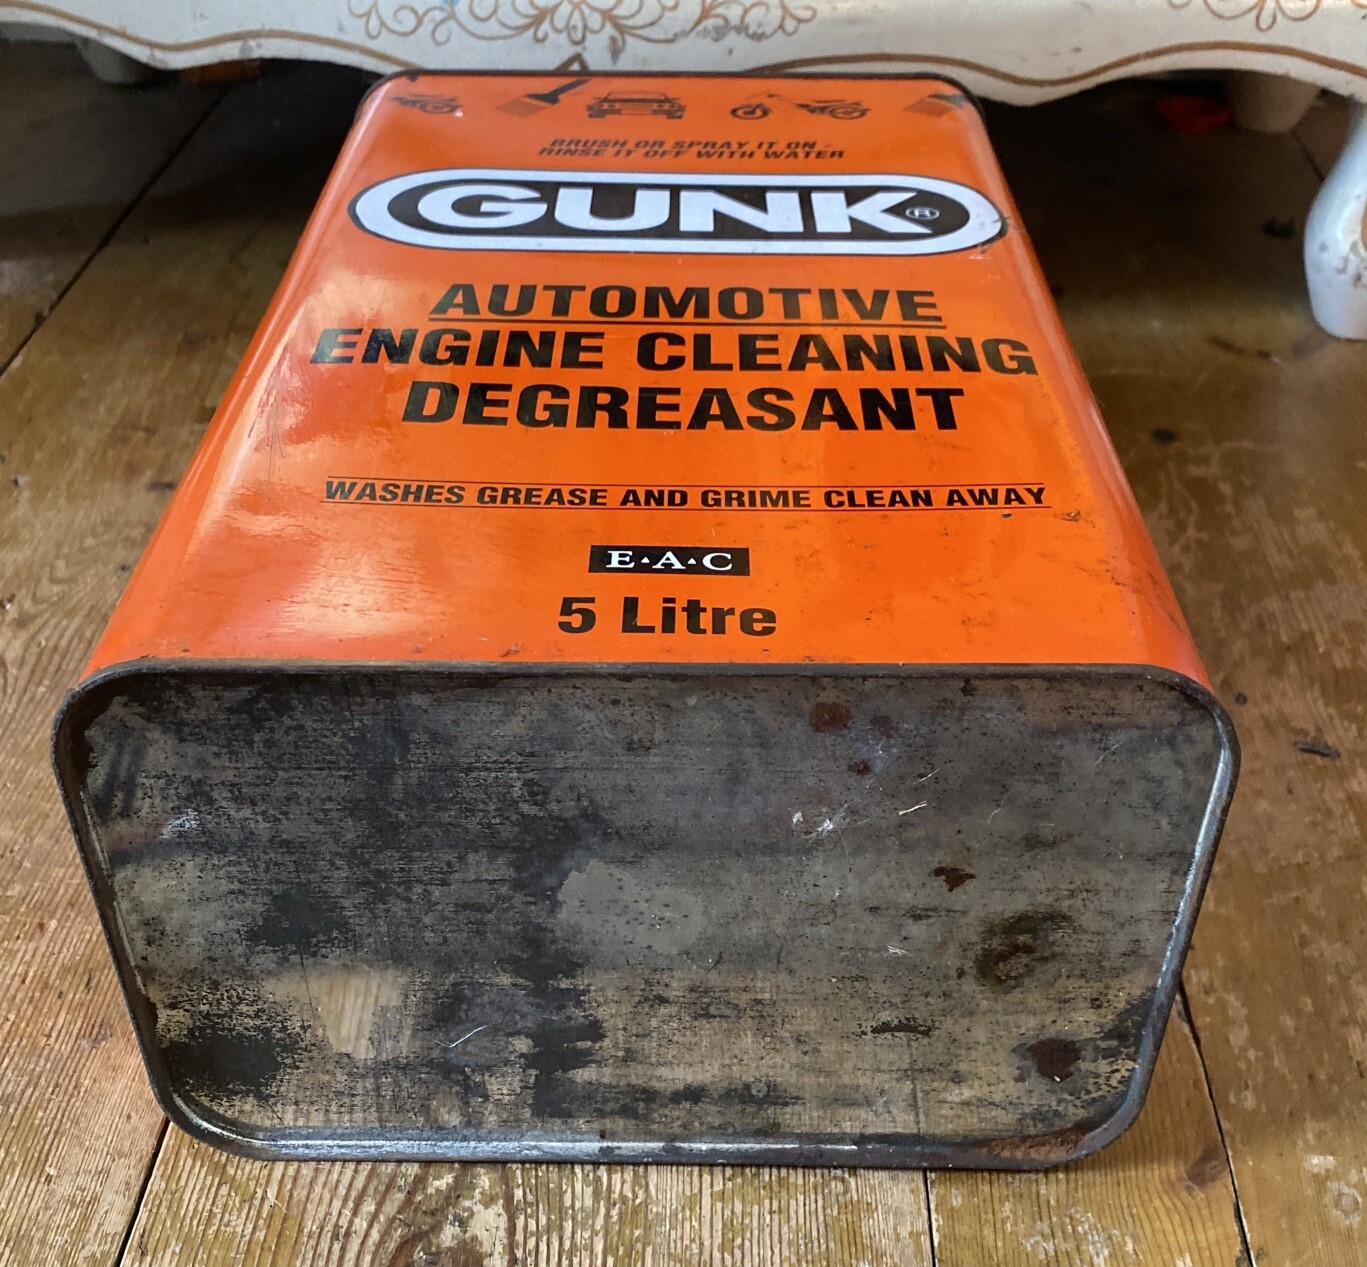 BRUSH OR SPRAY IT ON -
RINSE IT OFF WITH WATER
GUNK®
AUTOMOTIVE
ENGINE CLEANING
DEGREASANT
WASHES GREASE AND GRIME CLEAN AWAY
E·A·C
5 Litre